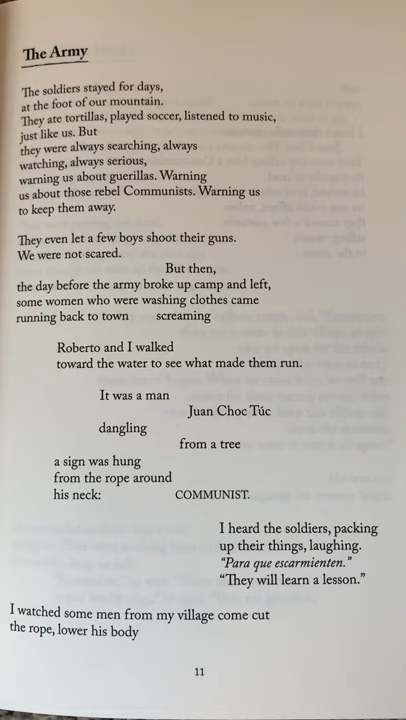 The Army
The soldiers stayed for days,
at the foot of our mountain.
They ate tortillas, played soccer, listened to music,
just like us. But
they were always searching, always
watching, always serious,
warning us about guerillas. Warning
us about those rebel Communists. Warning us
to keep them away.
They even let a few boys shoot their guns.
We were not scared.
But then,
the day before the army broke up camp and left,
some women who were washing clothes came
running back to town screaming
Roberto and I walked
toward the water to see what made them run.
It was a man
Juan Choc Túc
dangling
from a tree
a sign was hung
from the rope around
his neck: COMMUNIST.
I heard the soldiers, packing
up their things, laughing.
“Para que escarmienten.”
“They will learn a lesson.”
I watched some men from my village come cut
the rope, lower his body
11